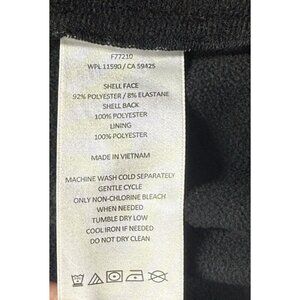 F77210
WPL 11590 / CA 59425
SHELL FACE
92% POLYESTER / 8% ELASTANE
SHELL BACK
100% POLYESTER
LINING
100% POLYESTER
MADE IN VIETNAM
MACHINE WASH COLD SEPARATELY
GENTLE CYCLE
ONLY NON-CHLORINE BLEACH
WHEN NEEDED
TUMBLE DRY LOW
COOL IRON IF NEEDED
DO NOT DRY CLEAN